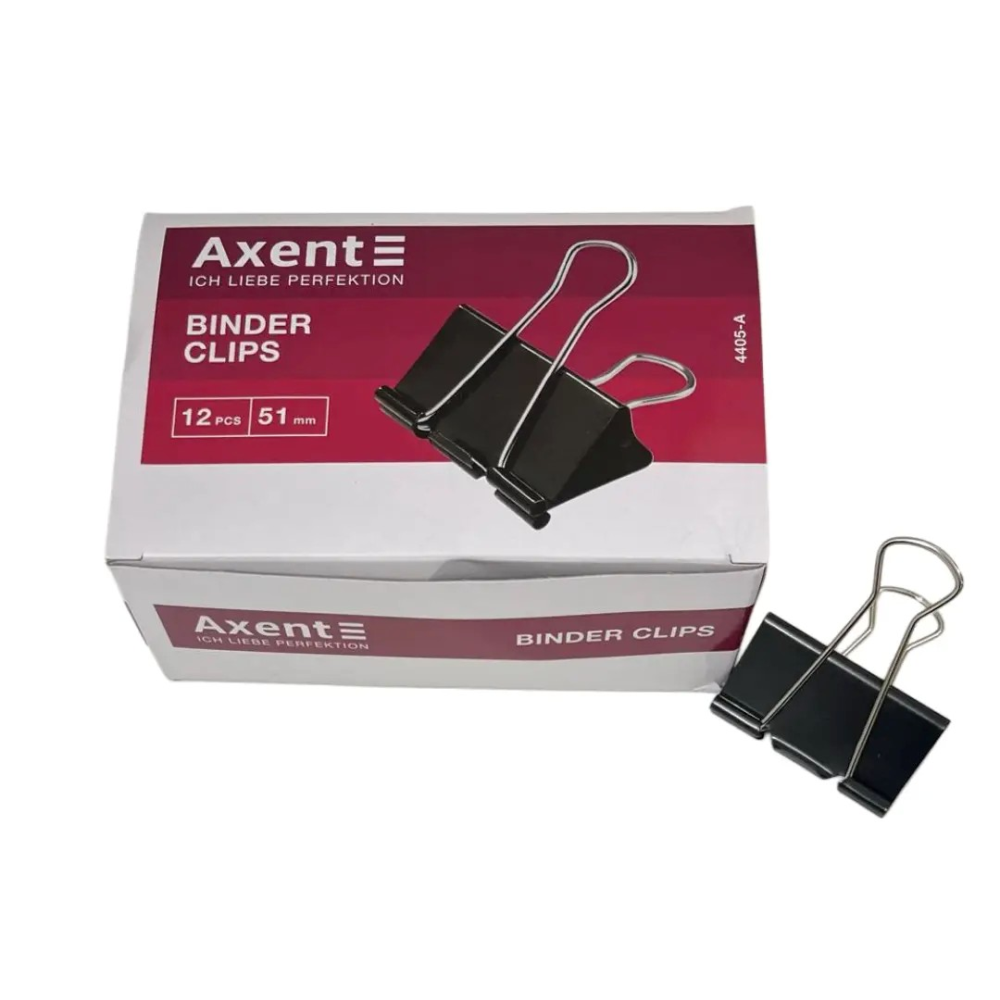 Axent
ICH LIEBE PERFEKTION
BINDER
CLIPS
12 PCS 51 mm
4405-A
Axent
ICH LIEBE PERFEKTION
BINDER CLIPS